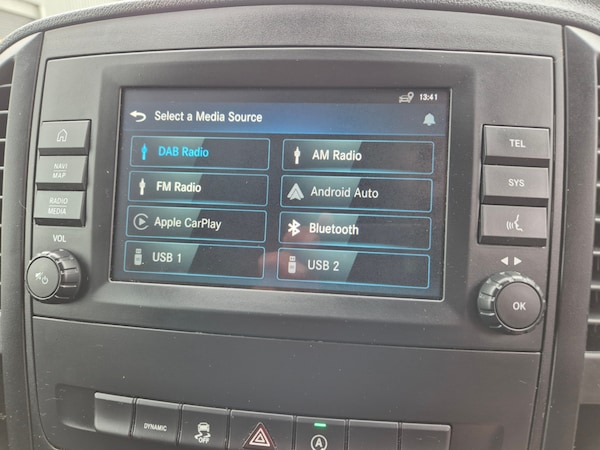 13:41
Select a Media Source
DAB Radio
AM Radio
FM Radio
Android Auto
Apple CarPlay
Bluetooth
USB 1
USB 2
NAVI
MAP
RADIO
MEDIA
VOL
TEL
SYS
OK
DYNAMIC
OFF
A